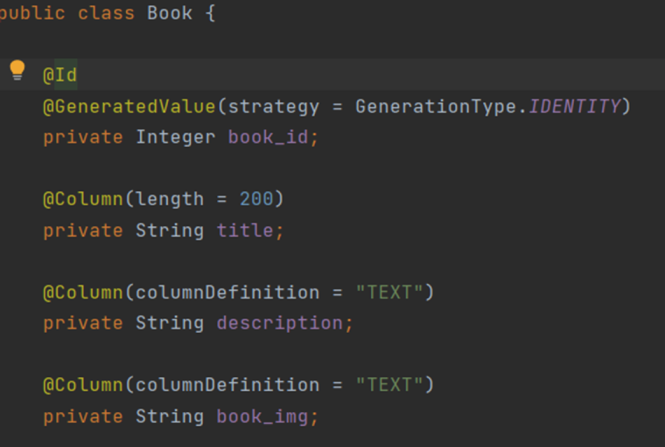 public class Book {
@Id
@GeneratedValue(strategy = GenerationType.IDENTITY)
private Integer book_id;
@Column(length = 200)
private String title;
@Column(columnDefinition = "TEXT")
private String description;
@Column(columnDefinition = "TEXT")
private String book_img;